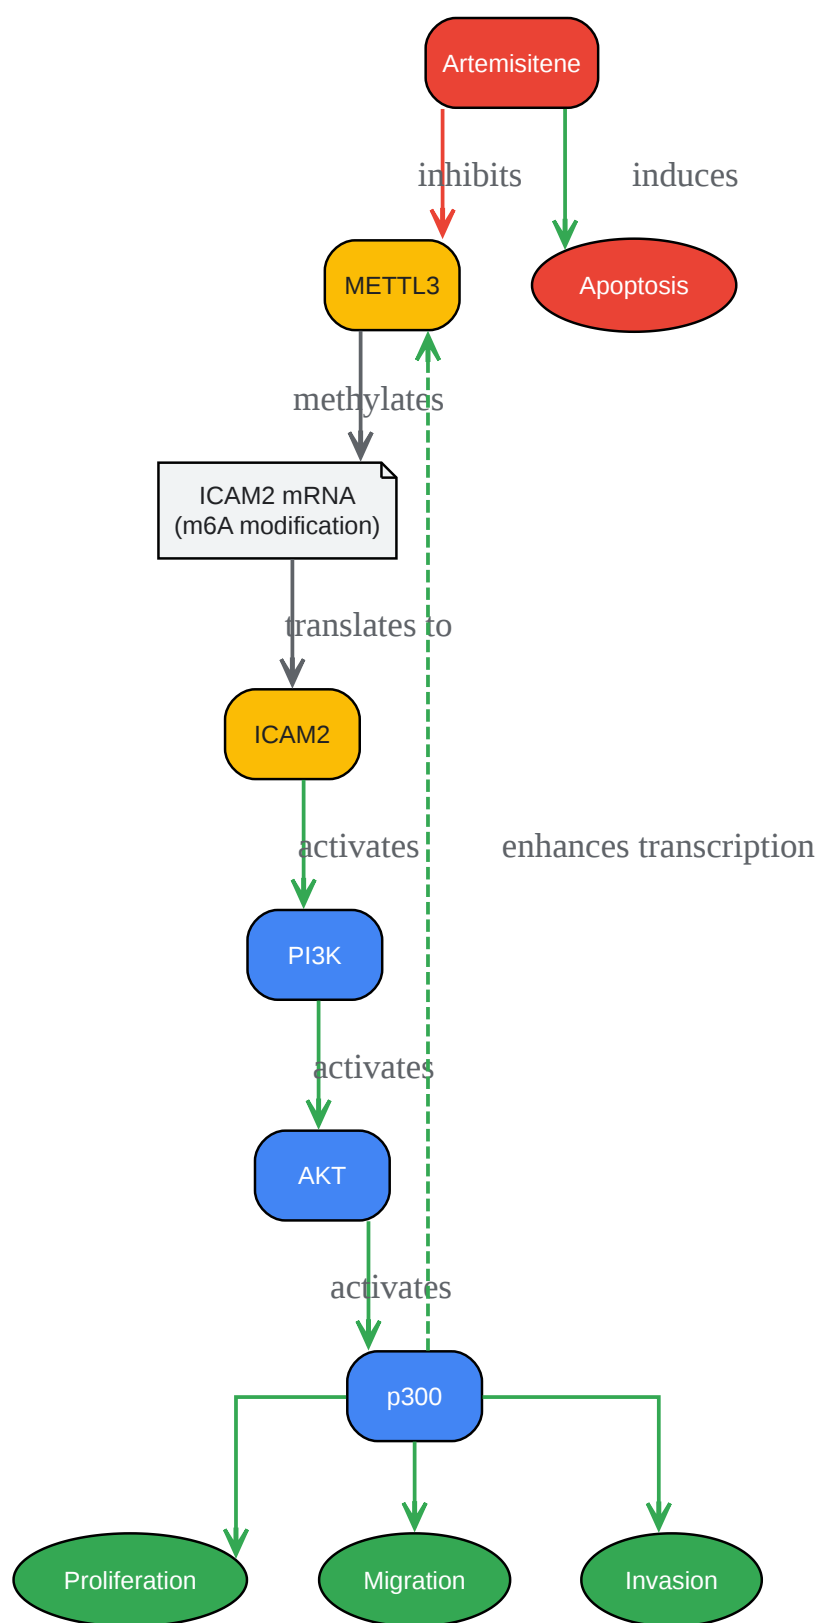 Artemisitene
inhibits
induces
METTL3
Apoptosis
methylates
ICAM2 mRNA
(m6A modification)
translates to
ICAM2
activates
enhances transcription
PI3K
activates
AKT
activates
p300
Proliferation
Migration
Invasion